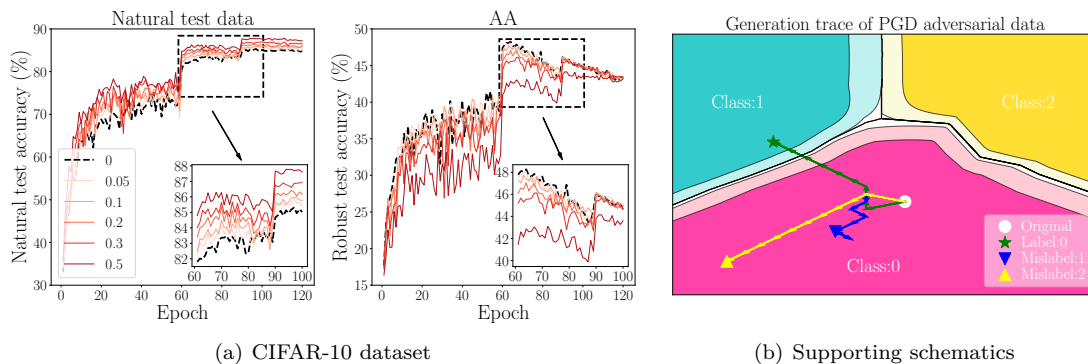 Natural test data
Natural test accuracy (%)
90
80
70
60
50
40
30
0
0.05
0.1
0.2
0.3
0.5
88
87
86
85
84
83
82
60 70 80 90 100
0 20 40 60 80 100 120
Epoch
AA
Robust test accuracy (%)
50
45
40
35
30
25
20
15
48
46
44
42
40
60 70 80 90 100
0 20 40 60 80 100 120
Epoch
(a) CIFAR-10 dataset
Generation trace of PGD adversarial data
Class:1
Class:2
Class:0
Original
Label:0
Mislabel:1
Mislabel:2
(b) Supporting schematics